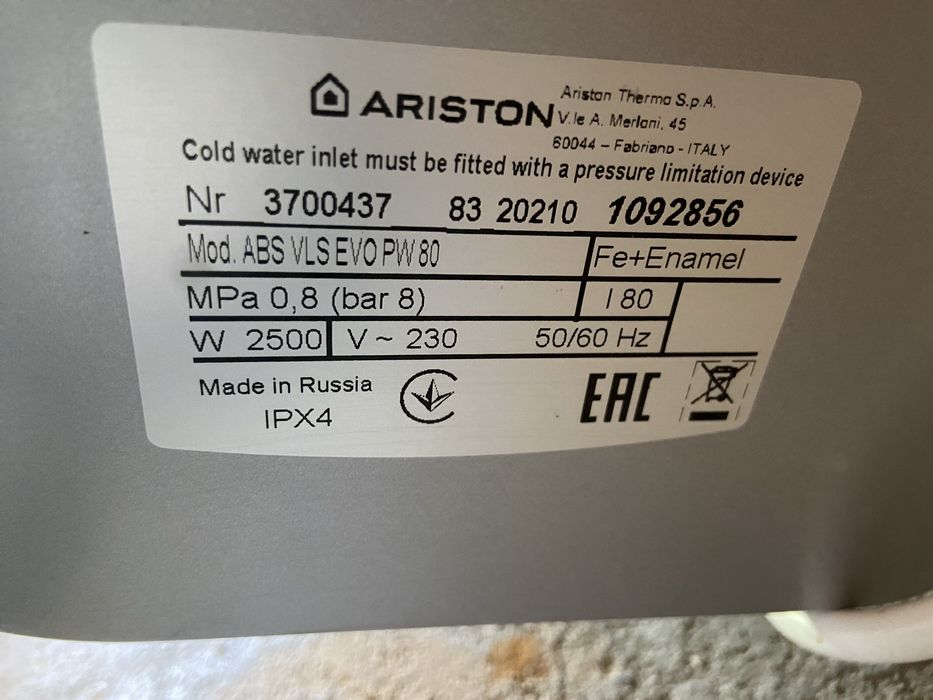 ARISTON
Ariston Thermo S.p.A.
V.le A. Merloni, 45
60044 – Fabriano - ITALY
Cold water inlet must be fitted with a pressure limitation device
Nr 3700437 83 20210 1092856
Mod. ABS VLS EVO PW 80 Fe+Enamel
MPa 0,8 (bar 8) l 80
W 2500 V ~ 230 50/60 Hz
Made in Russia
IPX4
EAC